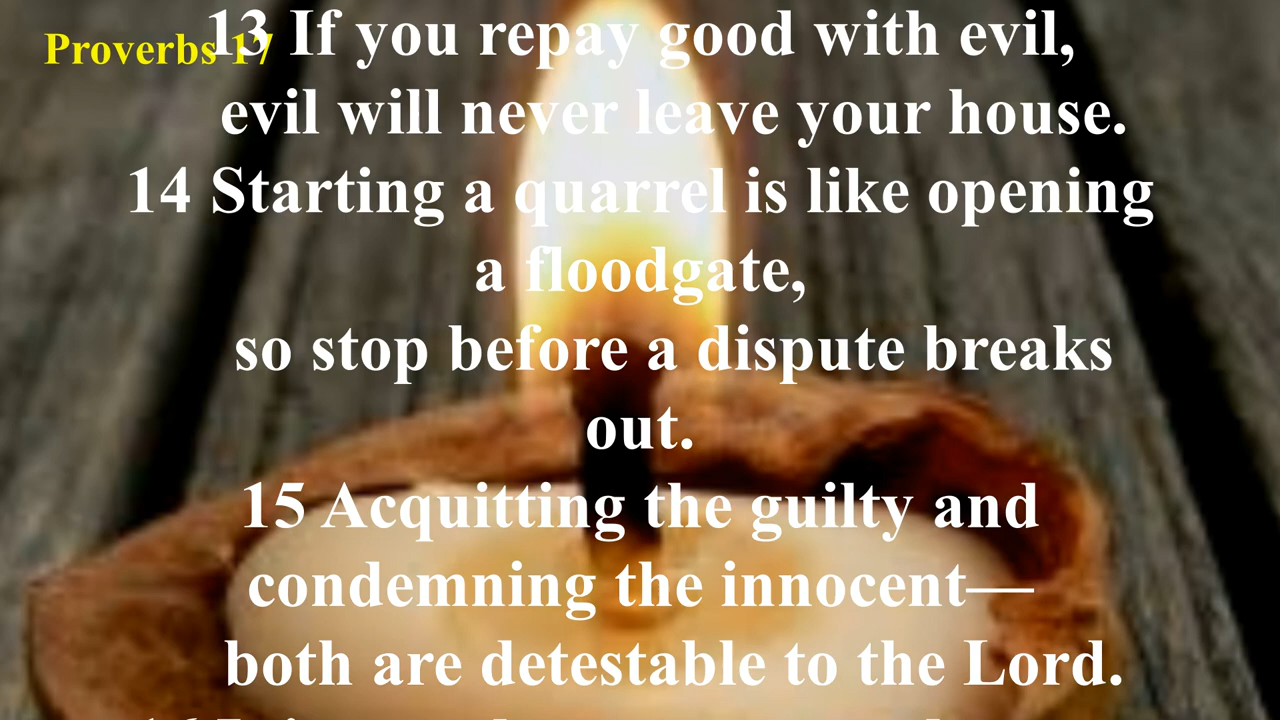 Proverbs 17
13 If you repay good with evil,
evil will never leave your house.
14 Starting a quarrel is like opening
a floodgate,
so stop before a dispute breaks
out.
15 Acquitting the guilty and
condemning the innocent—
both are detestable to the Lord.